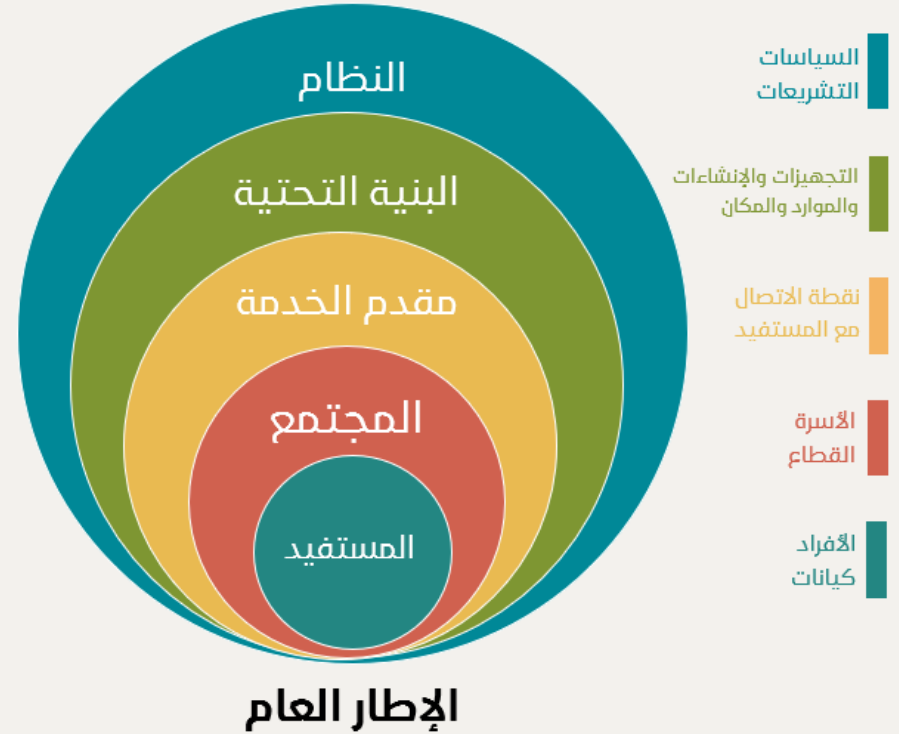 النظام
البنية التحتية
مقدم الخدمة
المجتمع
المستفيد
السياسات
التشريعات
التجهيزات والإنشاءات
والموارد والمكان
نقطة الاتصال
مع المستفيد
الأسرة
القطاع
الأفراد
كيانات
الإطار العام